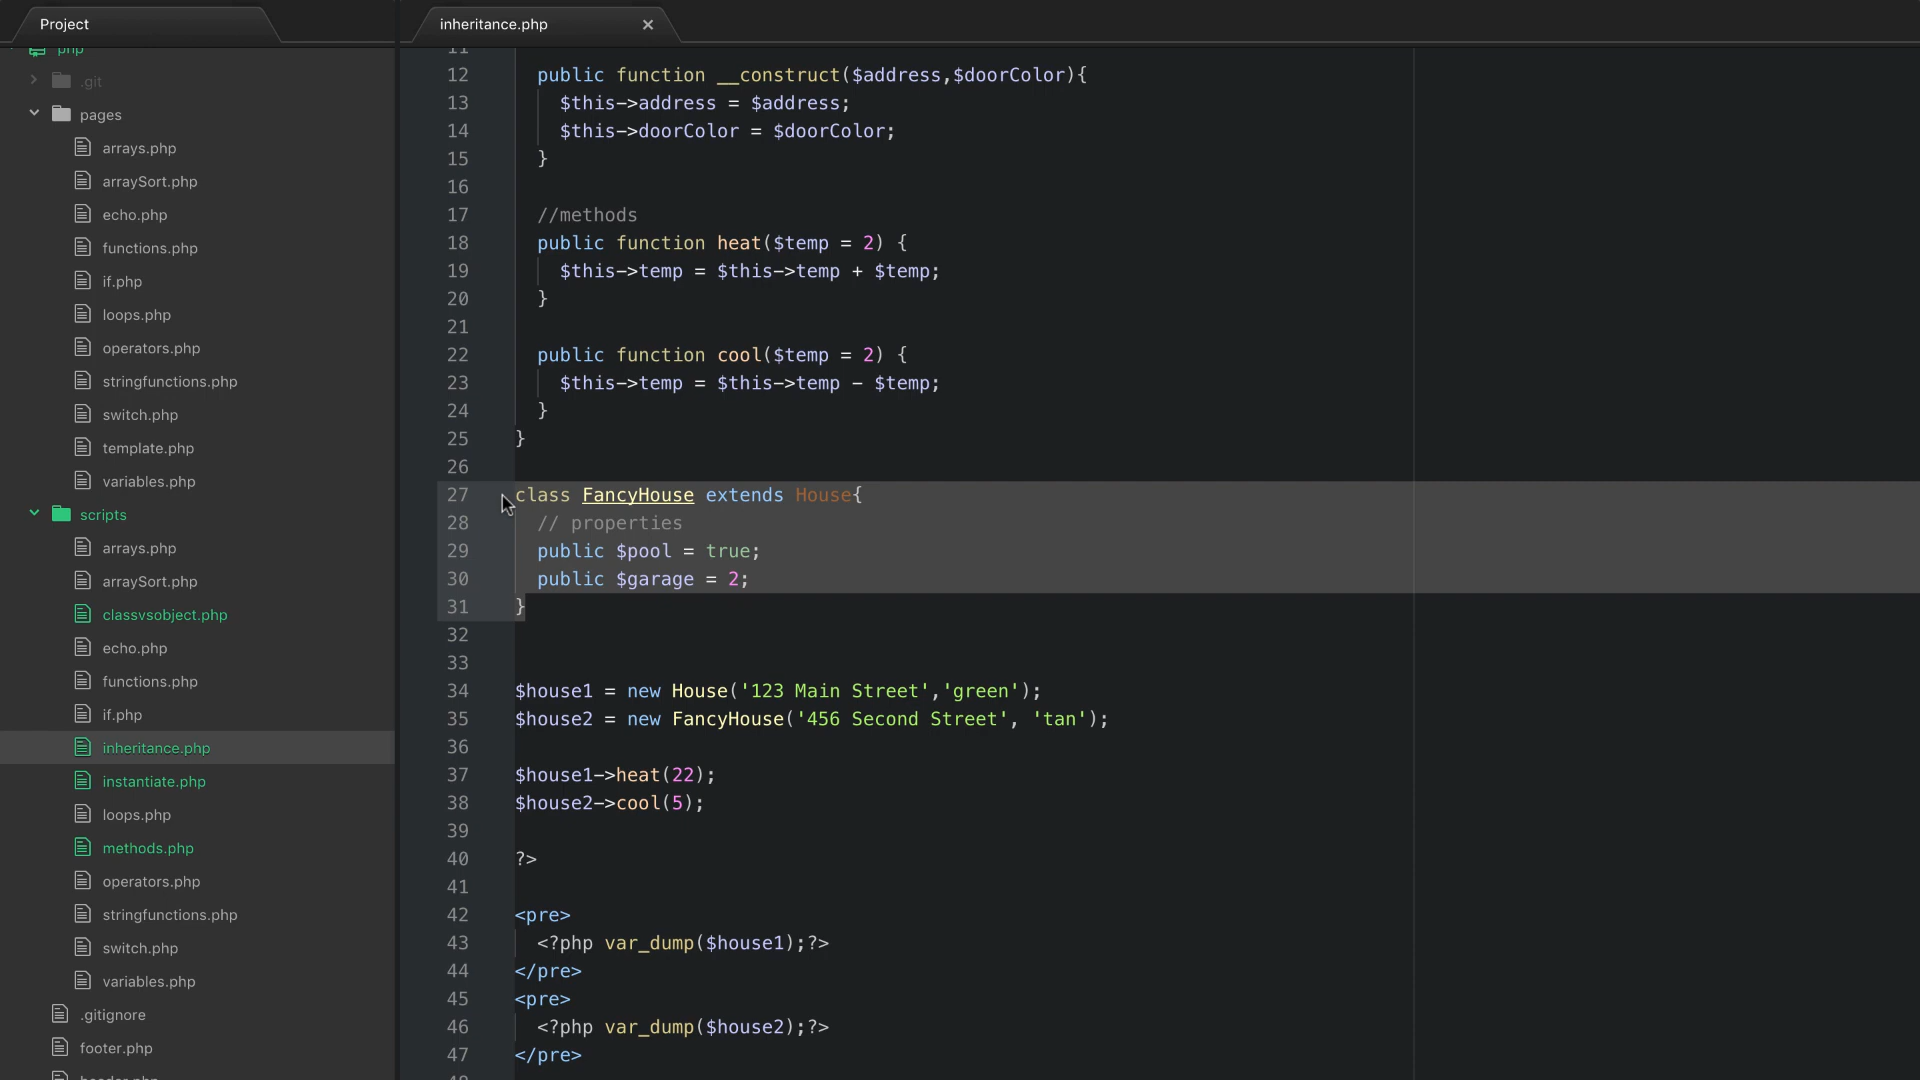 Project
inheritance.php
php
.git
pages
arrays.php
arraySort.php
echo.php
functions.php
if.php
loops.php
operators.php
stringfunctions.php
switch.php
template.php
variables.php
scripts
arrays.php
arraySort.php
classvsobject.php
echo.php
functions.php
if.php
inheritance.php
instantiate.php
loops.php
methods.php
operators.php
stringfunctions.php
switch.php
variables.php
.gitignore
footer.php
header.php
11
12 public function __construct($address,$doorColor){
13 $this->address = $address;
14 $this->doorColor = $doorColor;
15 }
16
17 //methods
18 public function heat($temp = 2) {
19 $this->temp = $this->temp + $temp;
20 }
21
22 public function cool($temp = 2) {
23 $this->temp = $this->temp - $temp;
24 }
25 }
26
27 class FancyHouse extends House{
28 // properties
29 public $pool = true;
30 public $garage = 2;
31 }
32
33
34 $house1 = new House('123 Main Street','green');
35 $house2 = new FancyHouse('456 Second Street', 'tan');
36
37 $house1->heat(22);
38 $house2->cool(5);
39
40 ?>
41
42 <pre>
43 <?php var_dump($house1);?>
44 </pre>
45 <pre>
46 <?php var_dump($house2);?>
47 </pre>